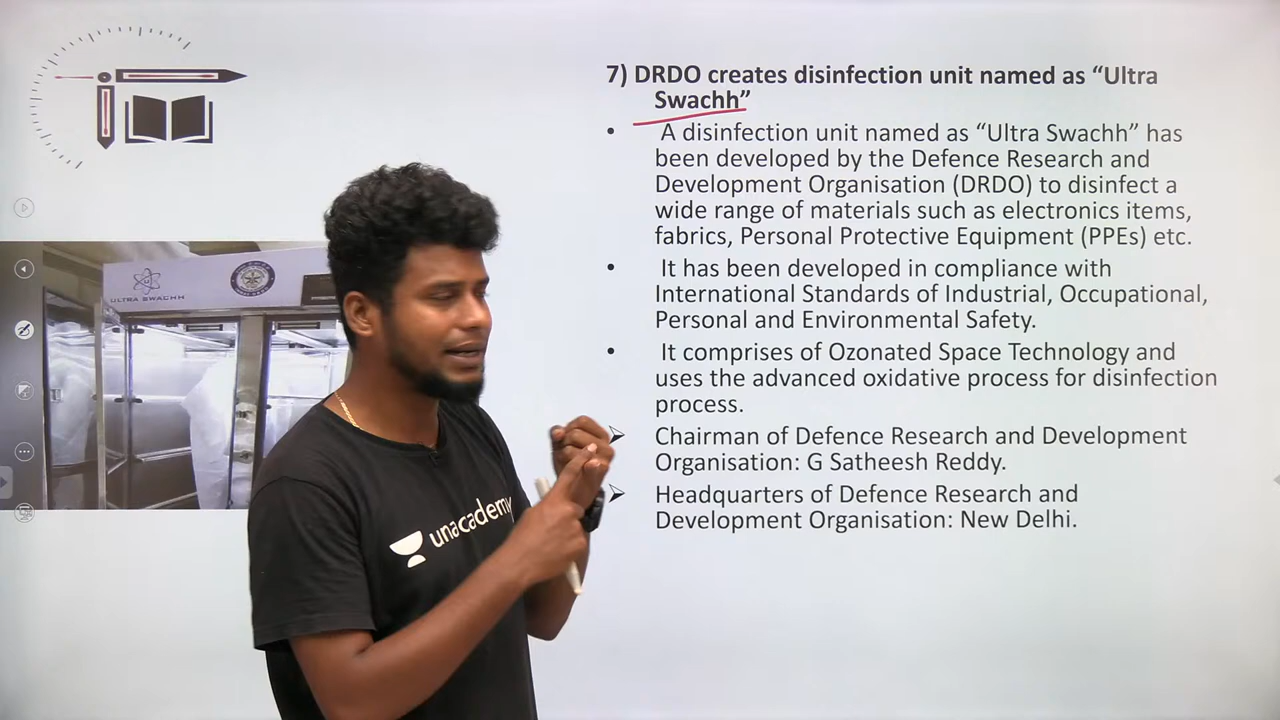 7) DRDO creates disinfection unit named as “Ultra
Swachh”
• A disinfection unit named as “Ultra Swachh” has
been developed by the Defence Research and
Development Organisation (DRDO) to disinfect a
wide range of materials such as electronics items,
fabrics, Personal Protective Equipment (PPEs) etc.
• It has been developed in compliance with
International Standards of Industrial, Occupational,
Personal and Environmental Safety.
• It comprises of Ozonated Space Technology and
uses the advanced oxidative process for disinfection
process.
➢ Chairman of Defence Research and Development
Organisation: G Satheesh Reddy.
➢ Headquarters of Defence Research and
Development Organisation: New Delhi.
ULTRA SWACHH
unacademy